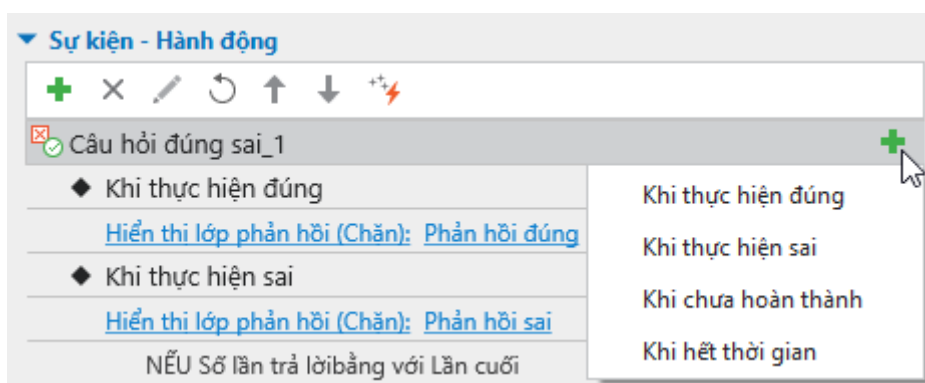 Sự kiện - Hành động
Câu hỏi đúng sai_1
Khi thực hiện đúng
Hiển thị lớp phản hồi (Chăn): Phản hồi đúng
Khi thực hiện sai
Hiển thị lớp phản hồi (Chăn): Phản hồi sai
NẾU Số lần trả lờibằng với Lần cuối
Khi thực hiện đúng
Khi thực hiện sai
Khi chưa hoàn thành
Khi hết thời gian